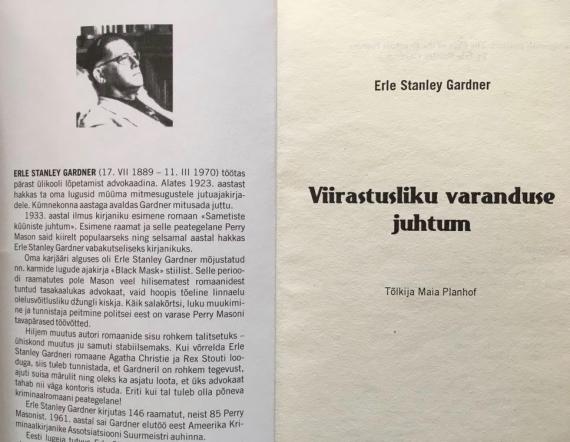 ERLE STANLEY GARDNER (17. VII 1889 – 11. III 1970) töötas
pärast ülikooli lõpetamist advokaadina. Alates 1923. aastast
hakkas ta oma lugusid müüma mitmesugustele jutuajakirja-
dele. Kümnekonna aastaga avaldas Gardner mitusada juttu.
1933. aastal ilmus kirjaniku esimene romaan «Sametiste
küüniste juhtum». Esimene raamat ja selle peategelane Perry
Mason said kiirelt populaarseks ning selsamal aastal hakkas
Erle Stanley Gardner vabakutseliseks kirjanikuks.
Oma karjääri alguses oli Erle Stanley Gardner mõjustatud
nn. karmide lugude ajakirja «Black Mask» stiilist. Selle perioo-
di raamatutes pole Mason veel hilisematest romaanidest
tuntud tasakaalukas advokaat, vaid hoopis tõeline linnaelu
olelusvõitlusliku džungli kiskja. Käik salakõrtsi, luku muukimi-
ne ja tunnistaja peitmine politsei eest on varase Perry Masoni
tavapärased töövõtted.
Hiljem muutus autori romaanide sisu rohkem talitsetuks –
ühiskond muutus ju samuti stabiilsemaks. Kui võrrelda Erle
Stanley Gardneri romaane Agatha Christie ja Rex Stouti loo-
duga, siis tuleb tunnistada, et Gardneril on rohkem tegevust,
ajuti suisa märulit ning oleks ka asjatu loota, et üks advokaat
tahab nii väga kontoris istuda. Eriti kui tal tuleb olla põneva
kriminaalromaani peategelane!
Erle Stanley Gardner kirjutas 146 raamatut, neist 85 Perry
Masonist. 1961. aastal sai Gardner elutöö eest Ameerika Kri-
minaalkirjanike Assotsiatsiooni Suurmeistri auhinna.
Eesti lugeja tutvus
Erle Stanley Gardner
Viirastusliku varanduse
juhtum
Tõlkija Maia Planhof